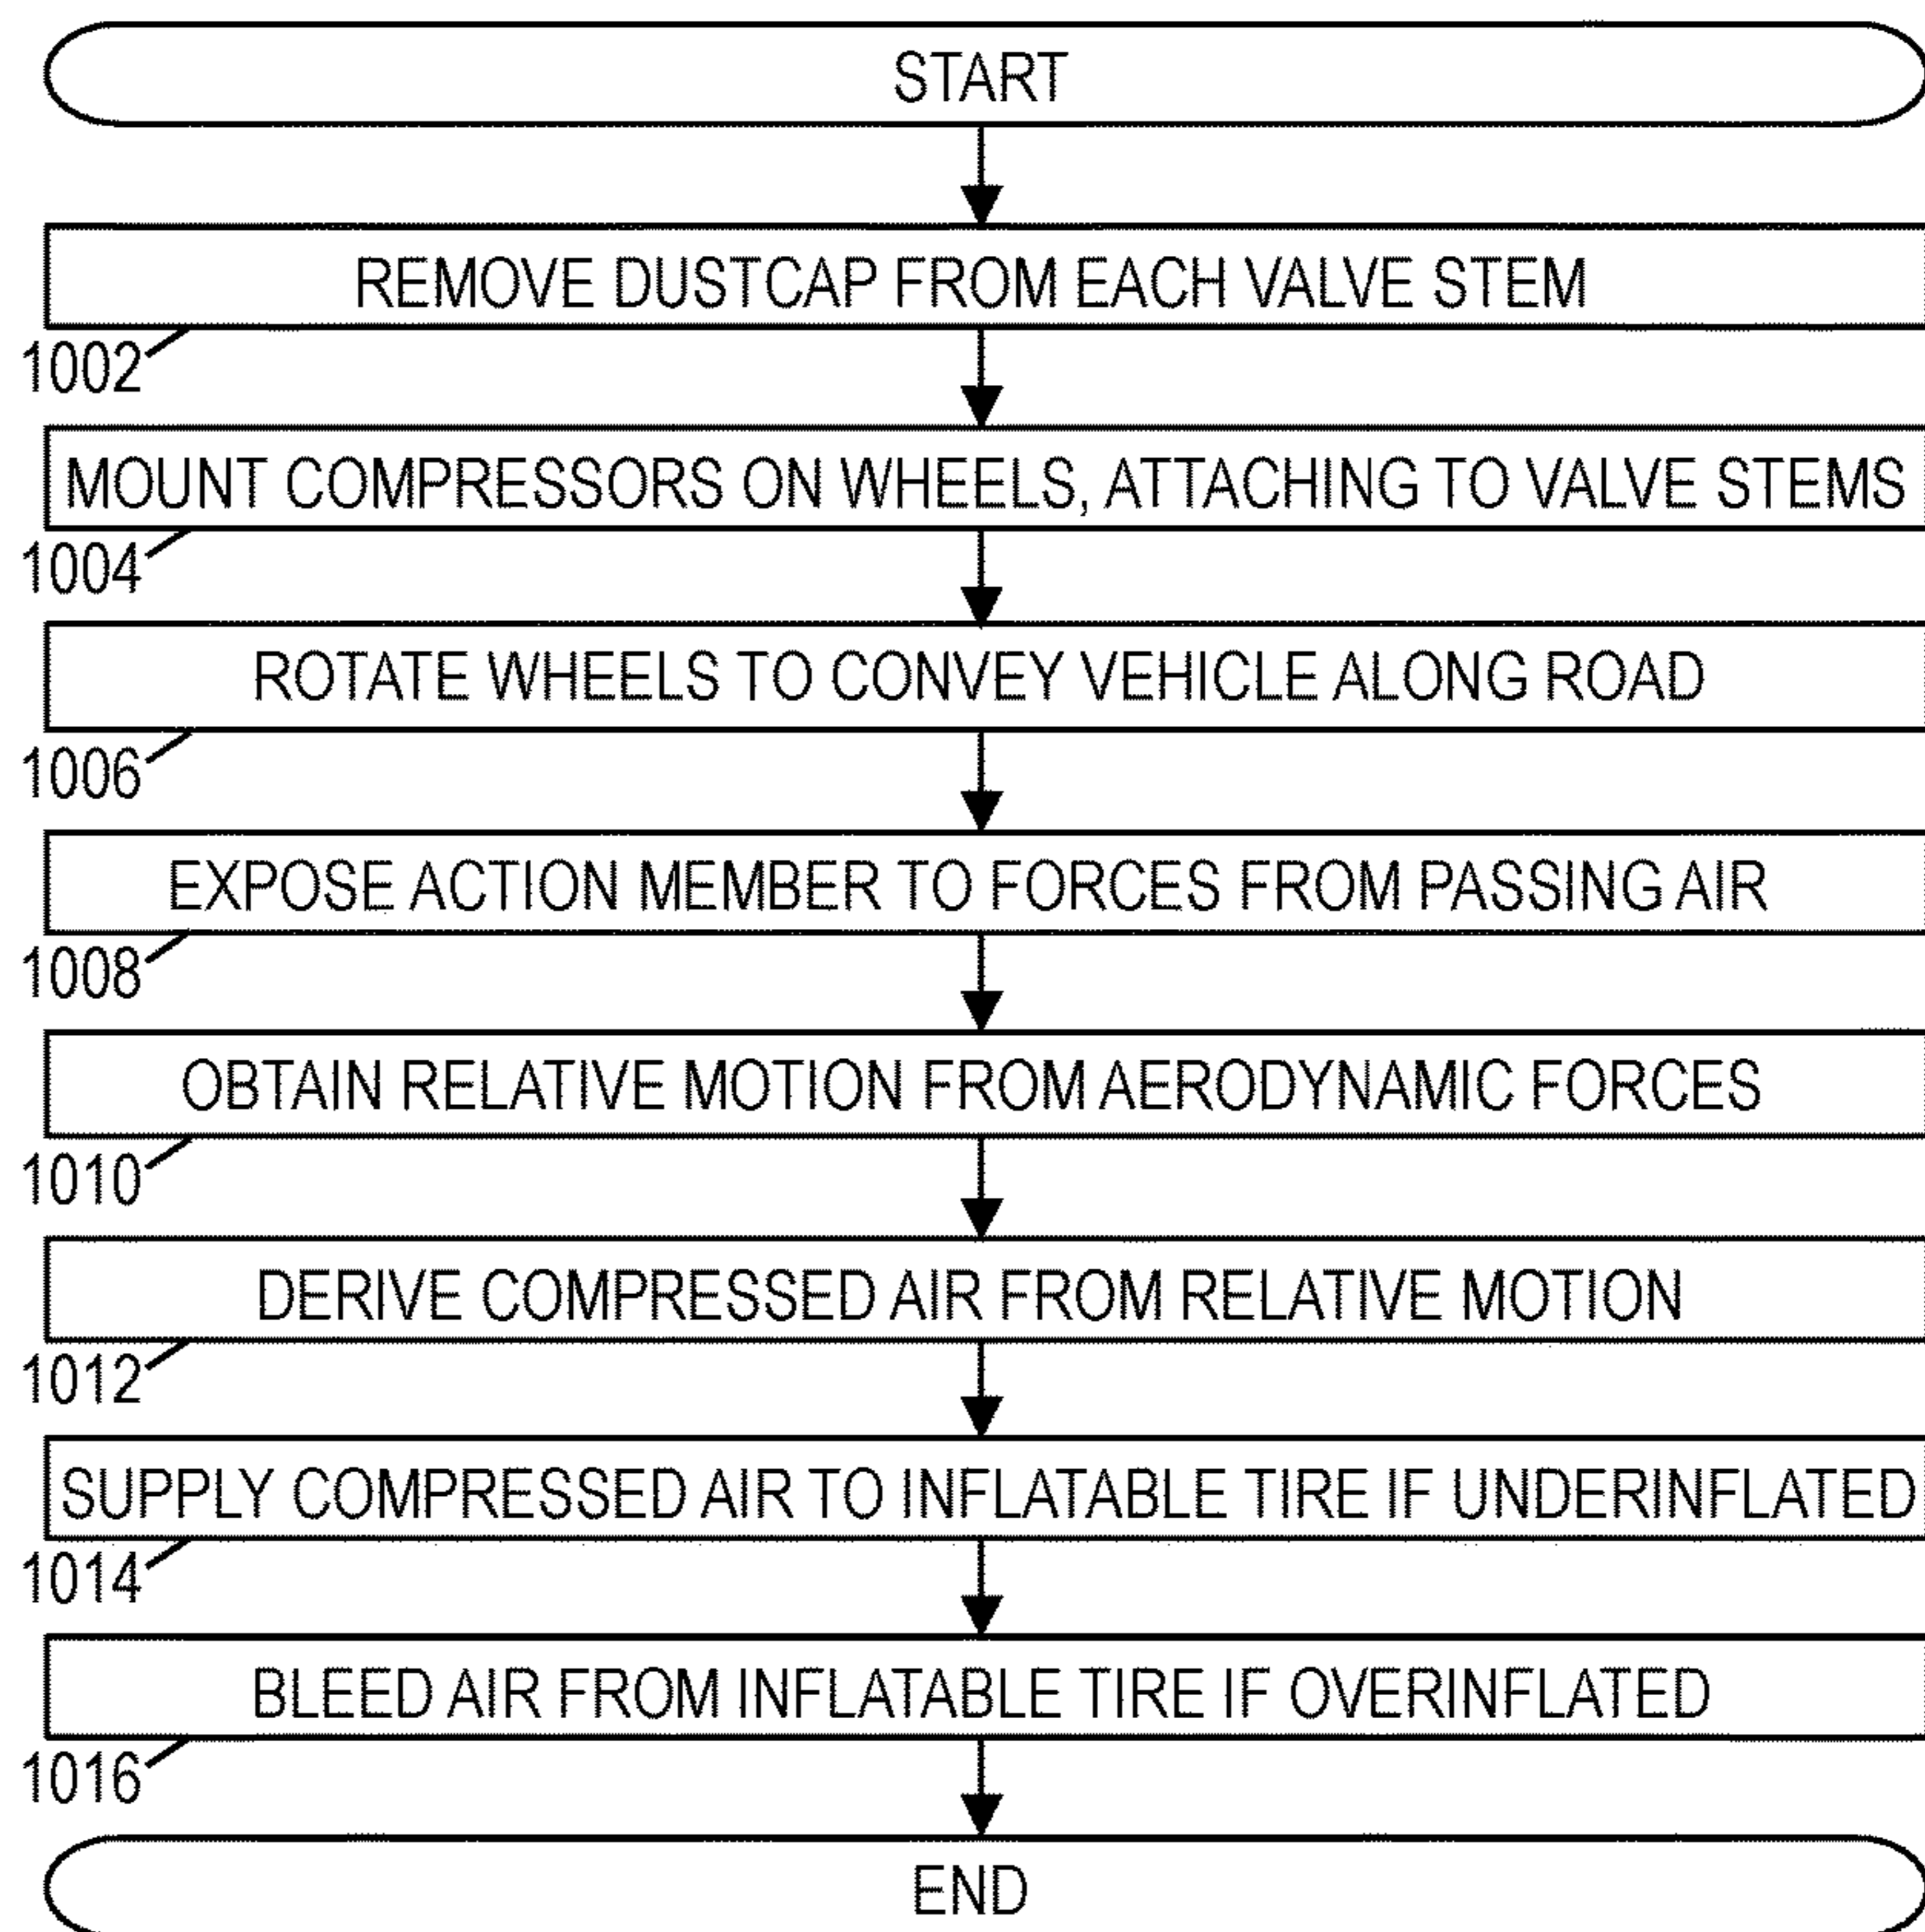 START
REMOVE DUSTCAP FROM EACH VALVE STEM
1002
MOUNT COMPRESSORS ON WHEELS, ATTACHING TO VALVE STEMS
1004
ROTATE WHEELS TO CONVEY VEHICLE ALONG ROAD
1006
EXPOSE ACTION MEMBER TO FORCES FROM PASSING AIR
1008
OBTAIN RELATIVE MOTION FROM AERODYNAMIC FORCES
1010
DERIVE COMPRESSED AIR FROM RELATIVE MOTION
1012
SUPPLY COMPRESSED AIR TO INFLATABLE TIRE IF UNDERINFLATED
1014
BLEED AIR FROM INFLATABLE TIRE IF OVERINFLATED
1016
END